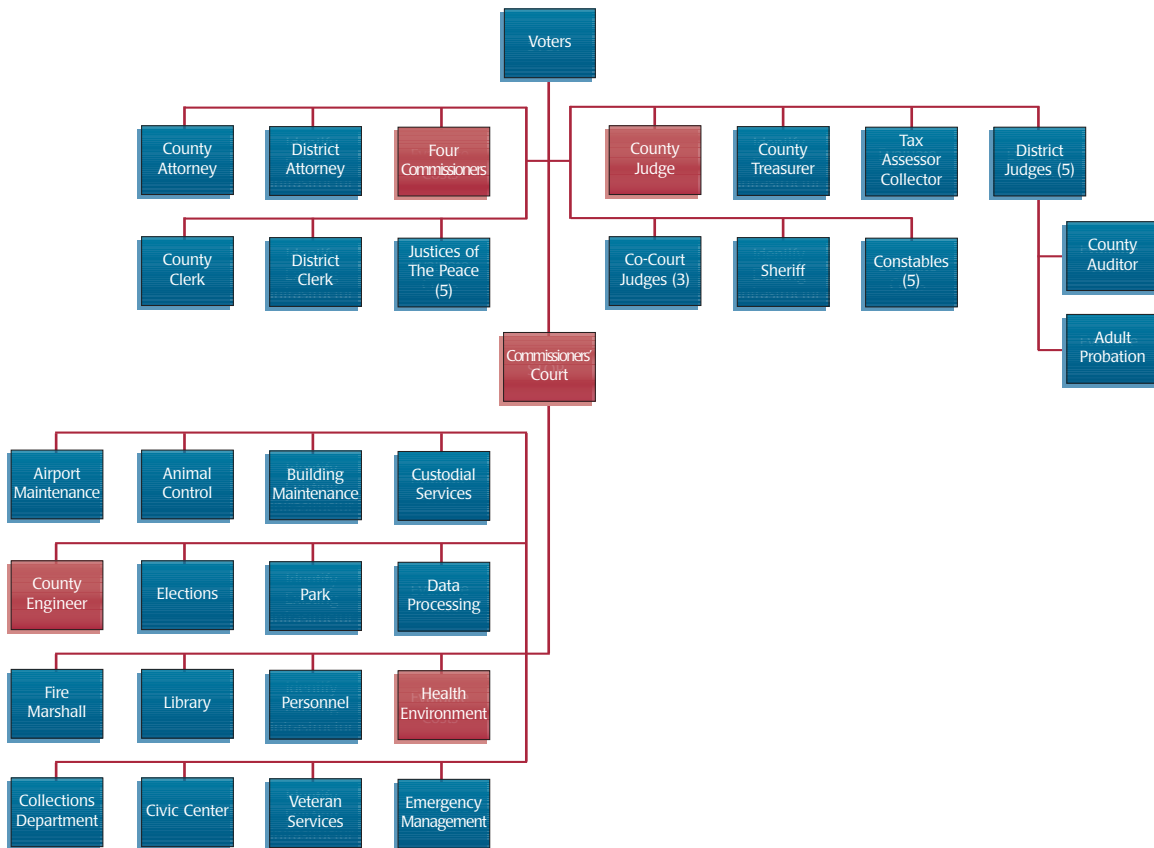 Voters
County
Attorney
District
Attorney
Four
Commissioners
County
Judge
County
Treasurer
Tax
Assessor
Collector
District
Judges (5)
County
Clerk
District
Clerk
Justices of
The Peace
(5)
Co-Court
Judges (3)
Sheriff
Constables
(5)
County
Auditor
Adult
Probation
Commissioners'
Court
Airport
Maintenance
Animal
Control
Building
Maintenance
Custodial
Services
County
Engineer
Elections
Park
Data
Processing
Fire
Marshall
Library
Personnel
Health
Environment
Collections
Department
Civic Center
Veteran
Services
Emergency
Management